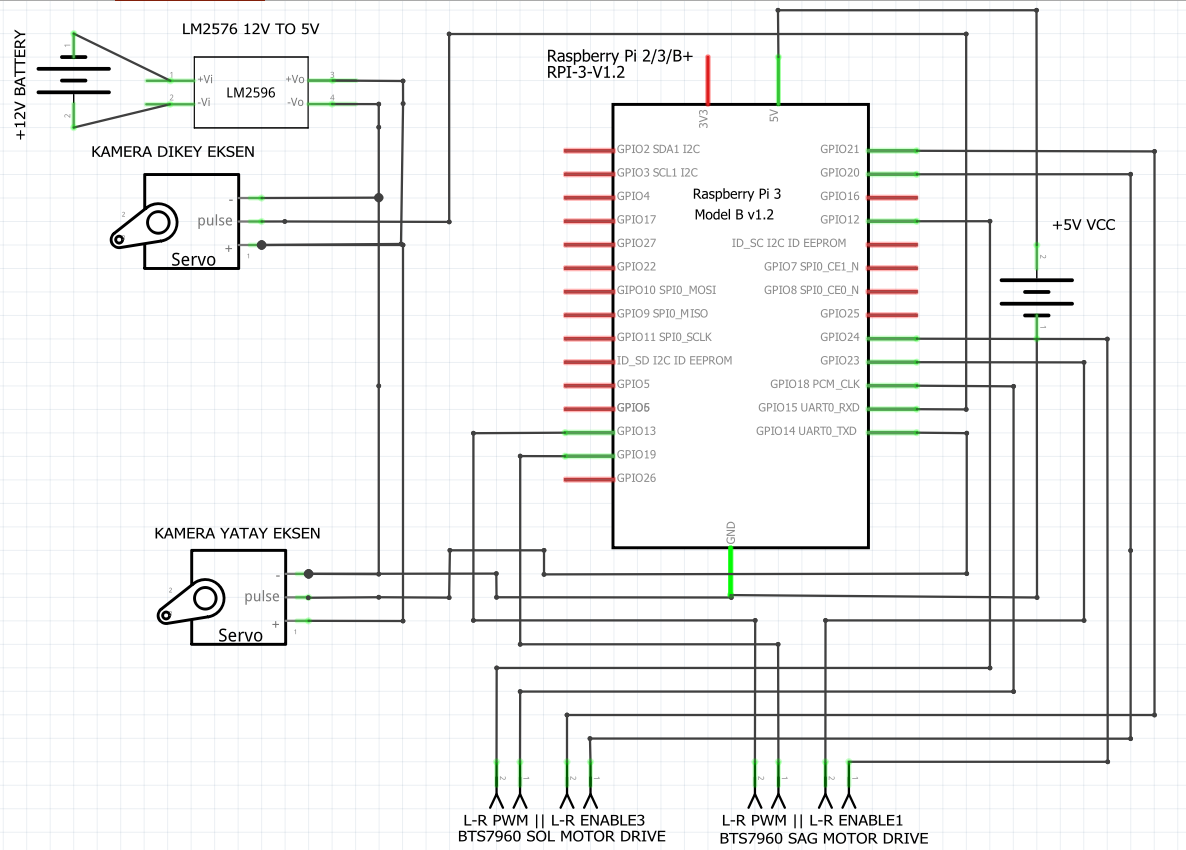 LM2576 12V TO 5V
+12V BATTERY
1
2
1
+Vi
2
-Vi
LM2596
+Vo
3
-Vo
4
KAMERA DIKEY EKSEN
-
pulse
+
2
1
Servo
Raspberry Pi 2/3/B+
RPI-3-V1.2
3V3
5V
GPIO2 SDA1 I2C
GPIO3 SCL1 I2C
GPIO4
GPIO17
GPIO27
GPIO22
GIPO10 SPI0_MOSI
GPIO9 SPI0_MISO
GPIO11 SPI0_SCLK
ID_SD I2C ID EEPROM
GPIO5
GPIO6
GPIO13
GPIO19
GPIO26
Raspberry Pi 3
Model B v1.2
GPIO21
GPIO20
GPIO16
GPIO12
ID_SC I2C ID EEPROM
GPIO7 SPI0_CE1_N
GPIO8 SPI0_CE0_N
GPIO25
GPIO24
GPIO23
GPIO18 PCM_CLK
GPIO15 UART0_RXD
GPIO14 UART0_TXD
GND
+5V VCC
2
1
KAMERA YATAY EKSEN
-
pulse
+
2
1
Servo
2
1
2
1
2
1
2
1
L-R PWM || L-R ENABLE3
BTS7960 SOL MOTOR DRIVE
L-R PWM || L-R ENABLE1
BTS7960 SAG MOTOR DRIVE